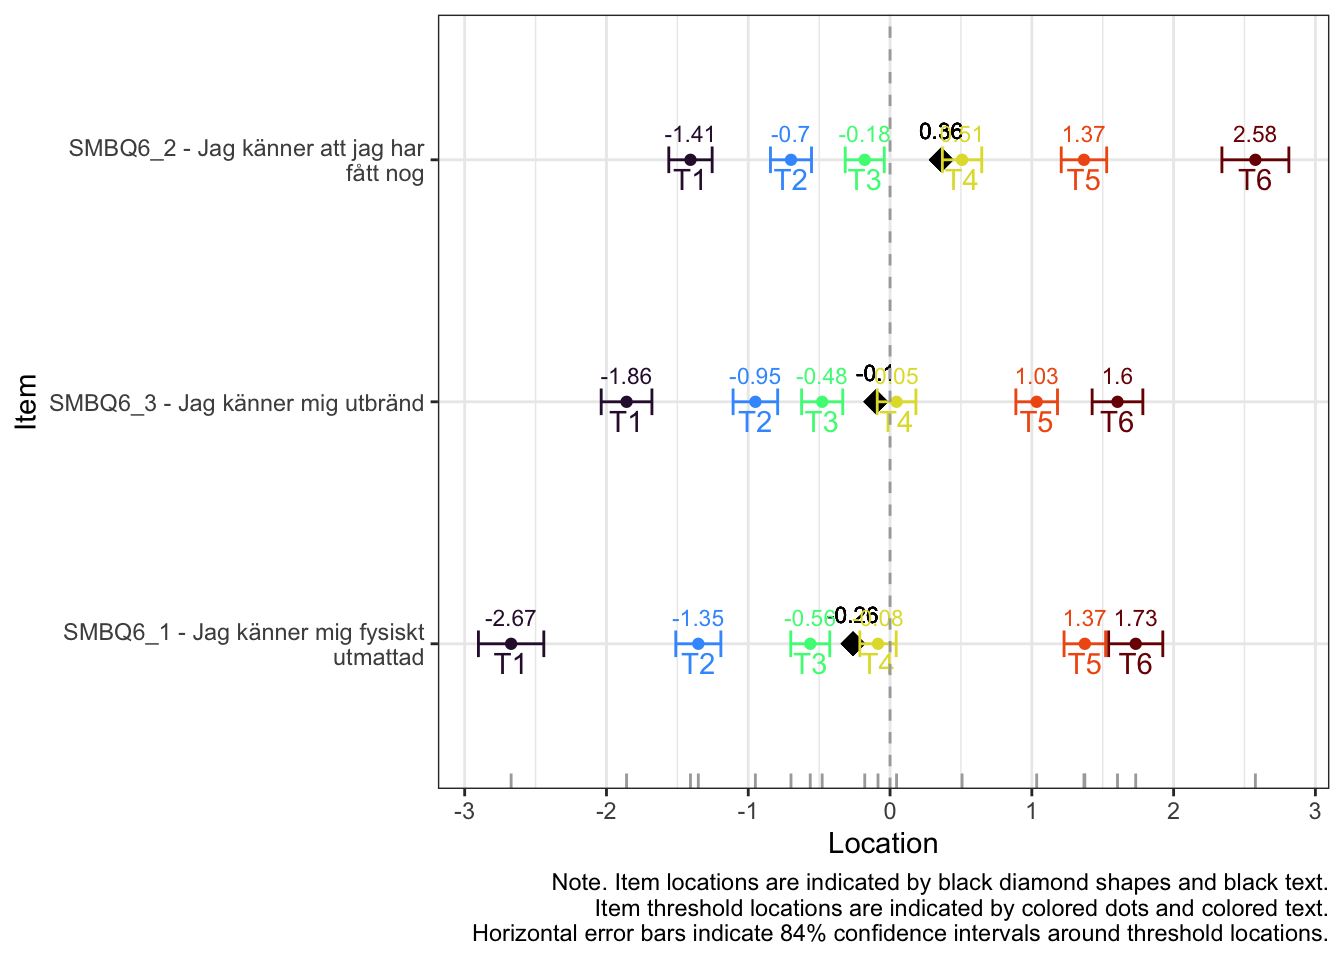 -1.41 -0.7 -0.18 0.36 0.51 1.37 2.58
SMBQ6_2 - Jag känner att jag har
fått nog
T1 T2 T3 T4 T5 T6
-1.86 -0.95 -0.48 -0.1 0.05 1.03 1.6
SMBQ6_3 - Jag känner mig utbränd
T1 T2 T3 T4 T5 T6
Item
-2.67 -1.35 -0.56 -0.26 -0.08 1.37 1.73
SMBQ6_1 - Jag känner mig fysiskt
utmattad
T1 T2 T3 T4 T5 T6
-3 -2 -1 0 1 2 3
Location
Note. Item locations are indicated by black diamond shapes and black text.
Item threshold locations are indicated by colored dots and colored text.
Horizontal error bars indicate 84% confidence intervals around threshold locations.